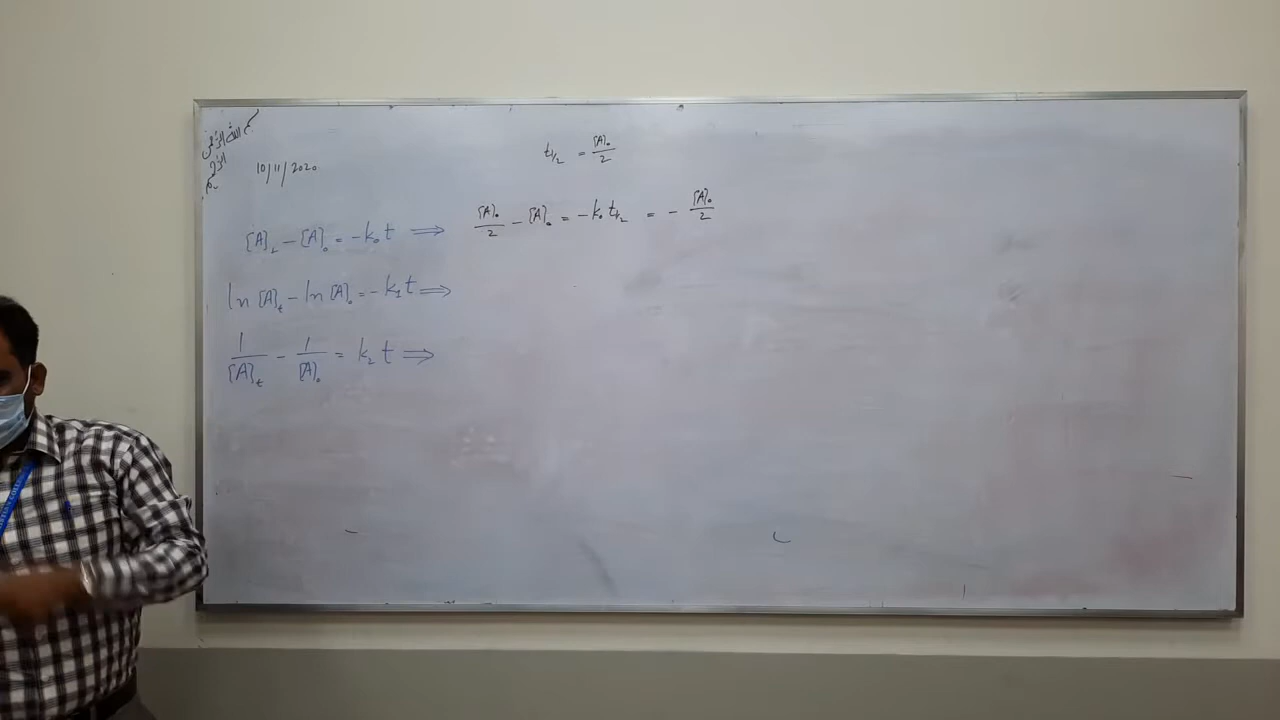 10/11/2020
t½ = [A]₀/2
[A]t – [A]₀ = –k₀t ⟹ [A]₀/2 – [A]₀ = –k₀t½ = – [A]₀/2
ln [A]t – ln [A]₀ = –k₁t ⟹
1/[A]t – 1/[A]₀ = k₂t ⟹